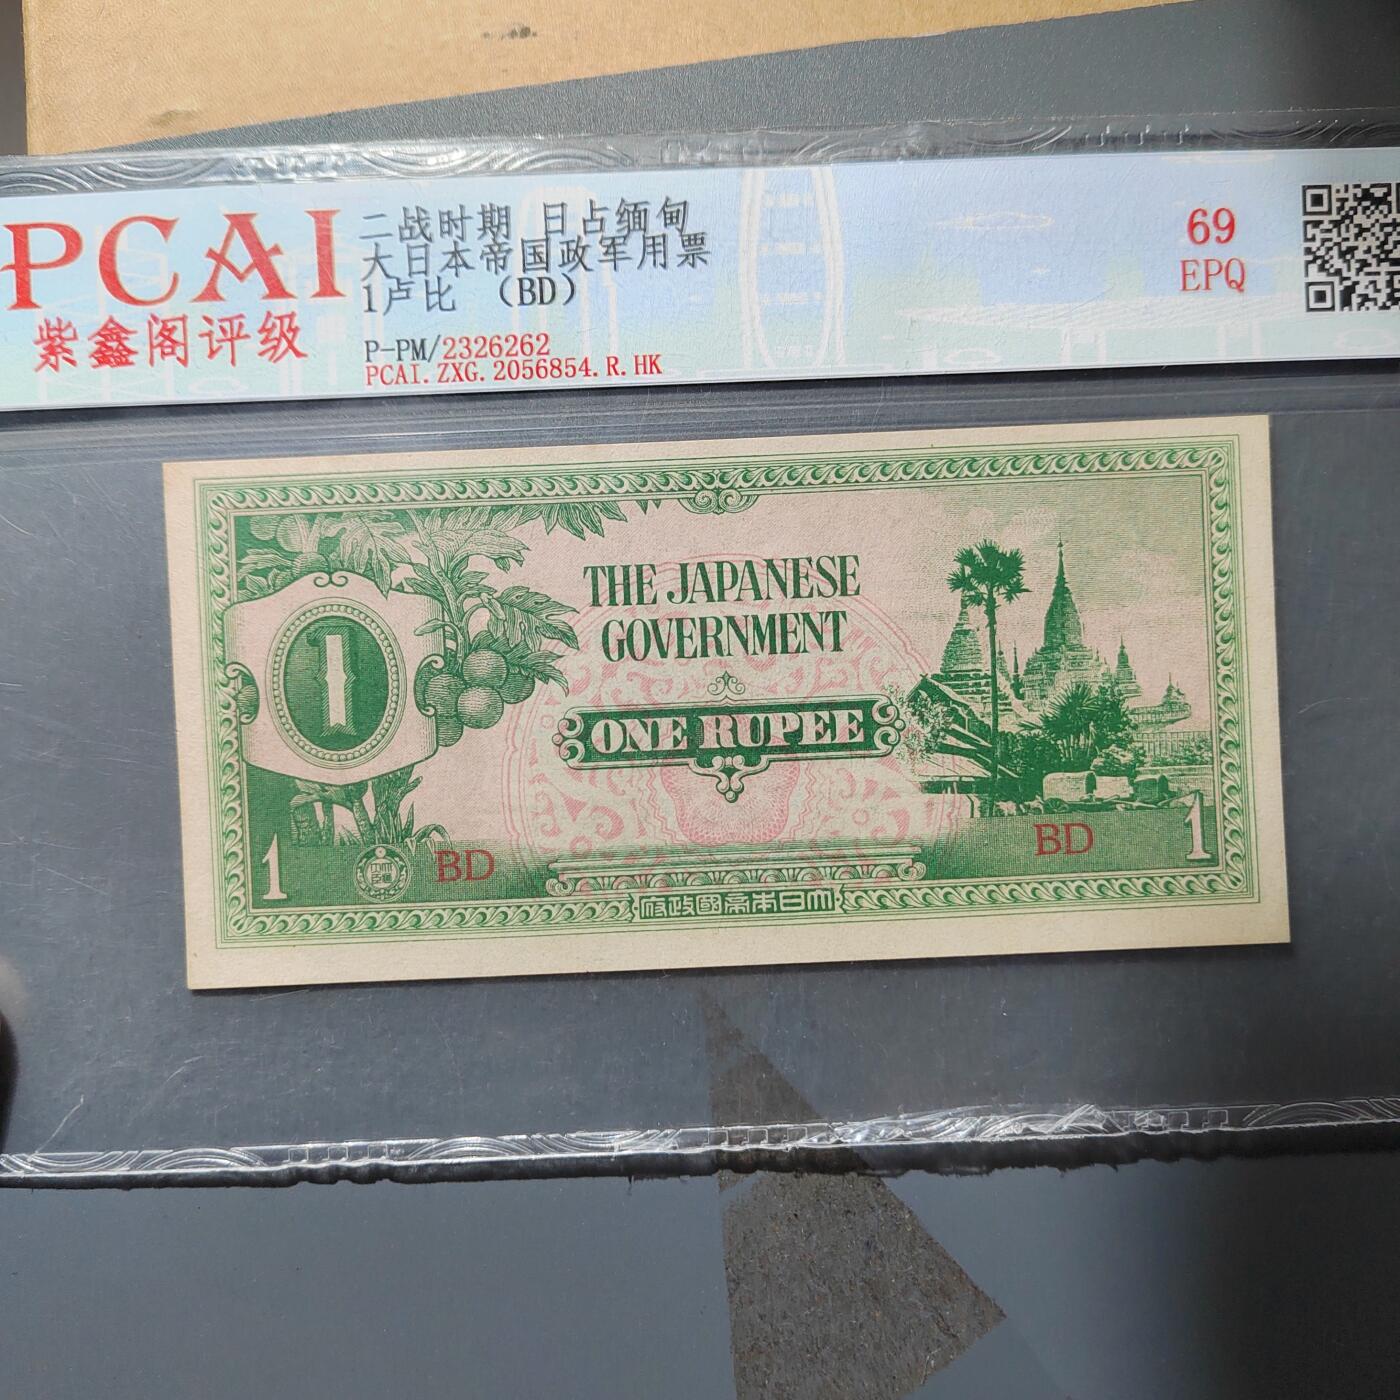 PCAI
紫鑫阁评级
二战时期 日占缅甸
大日本帝国政军用票
1卢比 （BD）
P-PM/2326262
PCAI.ZXG.2056854.R.HK
69
EPQ
THE JAPANESE
GOVERNMENT
1
ONE RUPEE
1
BD
BD
1
府政國帝本日大